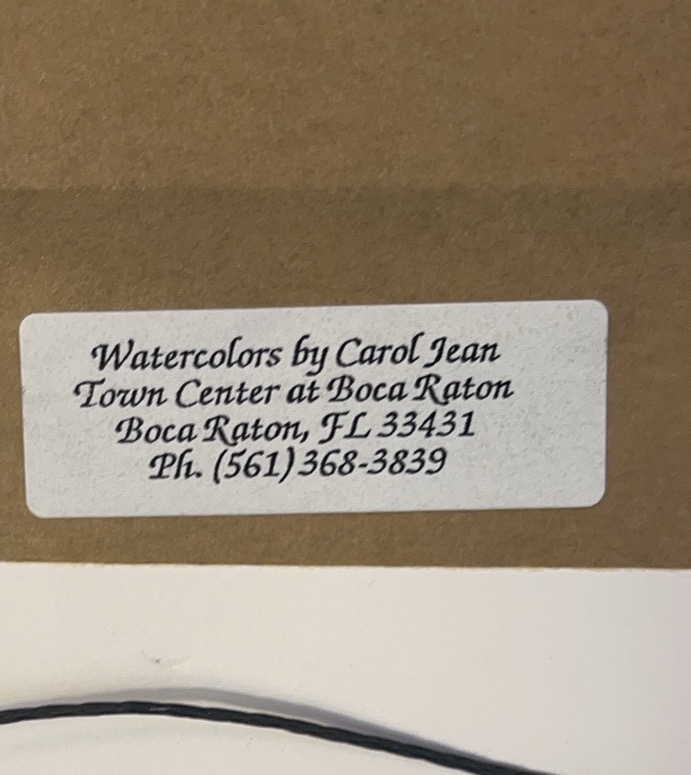 Watercolors by Carol Jean
Town Center at Boca Raton
Boca Raton, FL 33431
Ph. (561) 368-3839